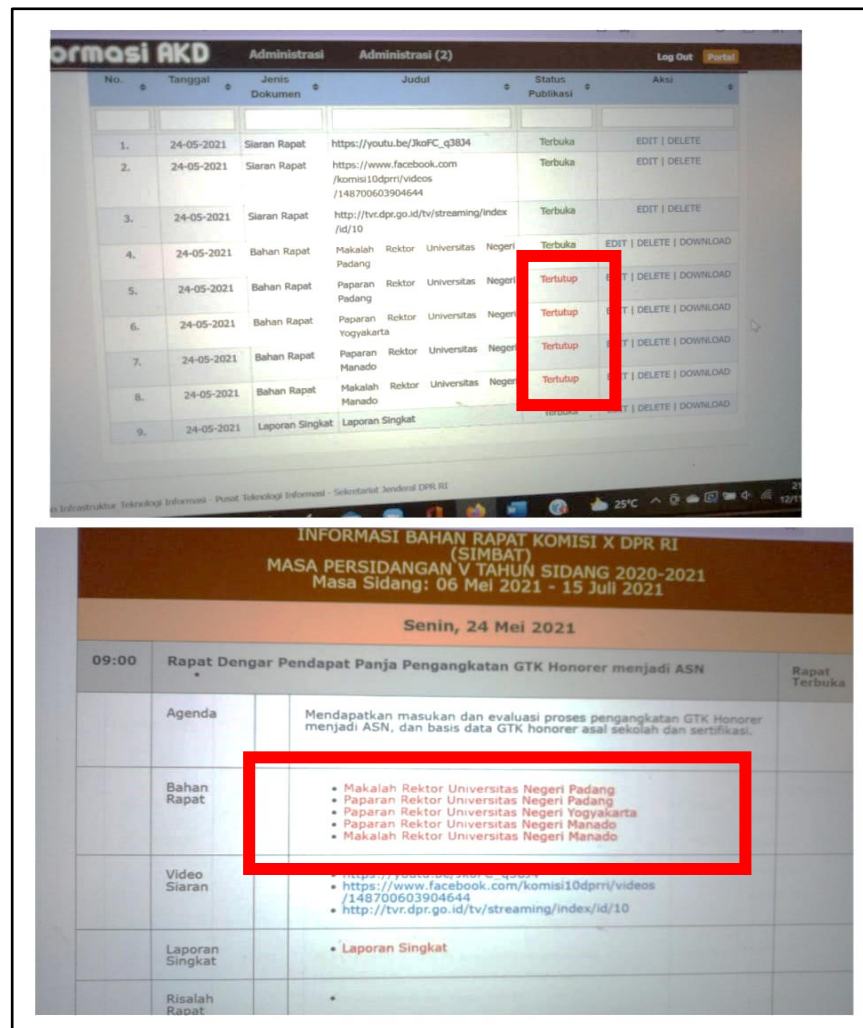 ormasi AKD Administrasi Administrasi (2) Log Out Portal
No. Tanggal Jenis Dokumen Judul Status Publikasi Aksi
1. 24-05-2021 Siaran Rapat https://youtu.be/JkoFC_q38J4 Terbuka EDIT | DELETE
2. 24-05-2021 Siaran Rapat https://www.facebook.com Terbuka EDIT | DELETE
/komisi10dprri/videos
/148700603904644
3. 24-05-2021 Siaran Rapat http://tvr.dpr.go.id/tv/streaming/index Terbuka EDIT | DELETE
/id/10
4. 24-05-2021 Bahan Rapat Makalah Rektor Universitas Negeri Terbuka EDIT | DELETE | DOWNLOAD
Padang
5. 24-05-2021 Bahan Rapat Paparan Rektor Universitas Negeri Tertutup | DELETE | DOWNLOAD
Padang
6. 24-05-2021 Bahan Rapat Paparan Rektor Universitas Negeri Tertutup | DELETE | DOWNLOAD
Yogyakarta
7. 24-05-2021 Bahan Rapat Paparan Rektor Universitas Negeri Tertutup | DELETE | DOWNLOAD
Manado
8. 24-05-2021 Bahan Rapat Makalah Rektor Universitas Negeri Tertutup | DELETE | DOWNLOAD
Manado
9. 24-05-2021 Laporan Singkat Laporan Singkat Terbuka | DELETE | DOWNLOAD
Infrastruktur Teknologi Informasi - Pusat Teknologi Informasi - Sekretariat Jenderal DPR RI
25°C
INFORMASI BAHAN RAPAT KOMISI X DPR RI
(SIMBAT)
MASA PERSIDANGAN V TAHUN SIDANG 2020-2021
Masa Sidang: 06 Mei 2021 - 15 Juli 2021
Senin, 24 Mei 2021
09:00 Rapat Dengar Pendapat Panja Pengangkatan GTK Honorer menjadi ASN Rapat
Terbuka
Agenda Mendapatkan masukan dan evaluasi proses pengangkatan GTK Honorer
menjadi ASN, dan basis data GTK honorer asal sekolah dan sertifikasi.
Bahan Rapat
• Makalah Rektor Universitas Negeri Padang
• Paparan Rektor Universitas Negeri Padang
• Paparan Rektor Universitas Negeri Yogyakarta
• Paparan Rektor Universitas Negeri Manado
• Makalah Rektor Universitas Negeri Manado
Video Siaran
• https://youtu.be/JkoFC_q38J4
• https://www.facebook.com/komisi10dprri/videos
/148700603904644
• http://tvr.dpr.go.id/tv/streaming/index/id/10
Laporan Singkat
• Laporan Singkat
Risalah Rapat
•